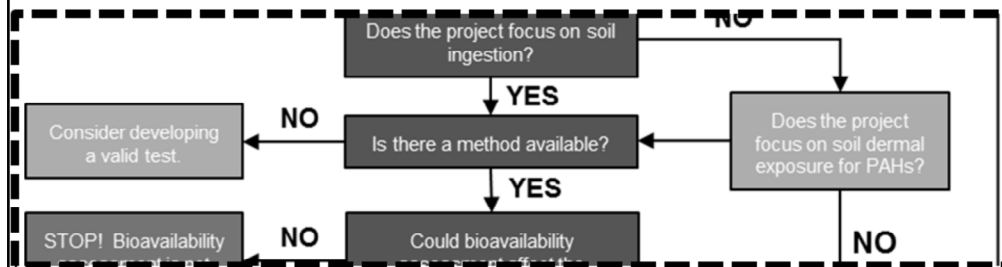 NO
Does the project focus on soil
ingestion?
YES
NO
Consider developing
a valid test.
Is there a method available?
Does the project
focus on soil dermal
exposure for PAHs?
YES
STOP! Bioavailability
NO
Could bioavailability
NO